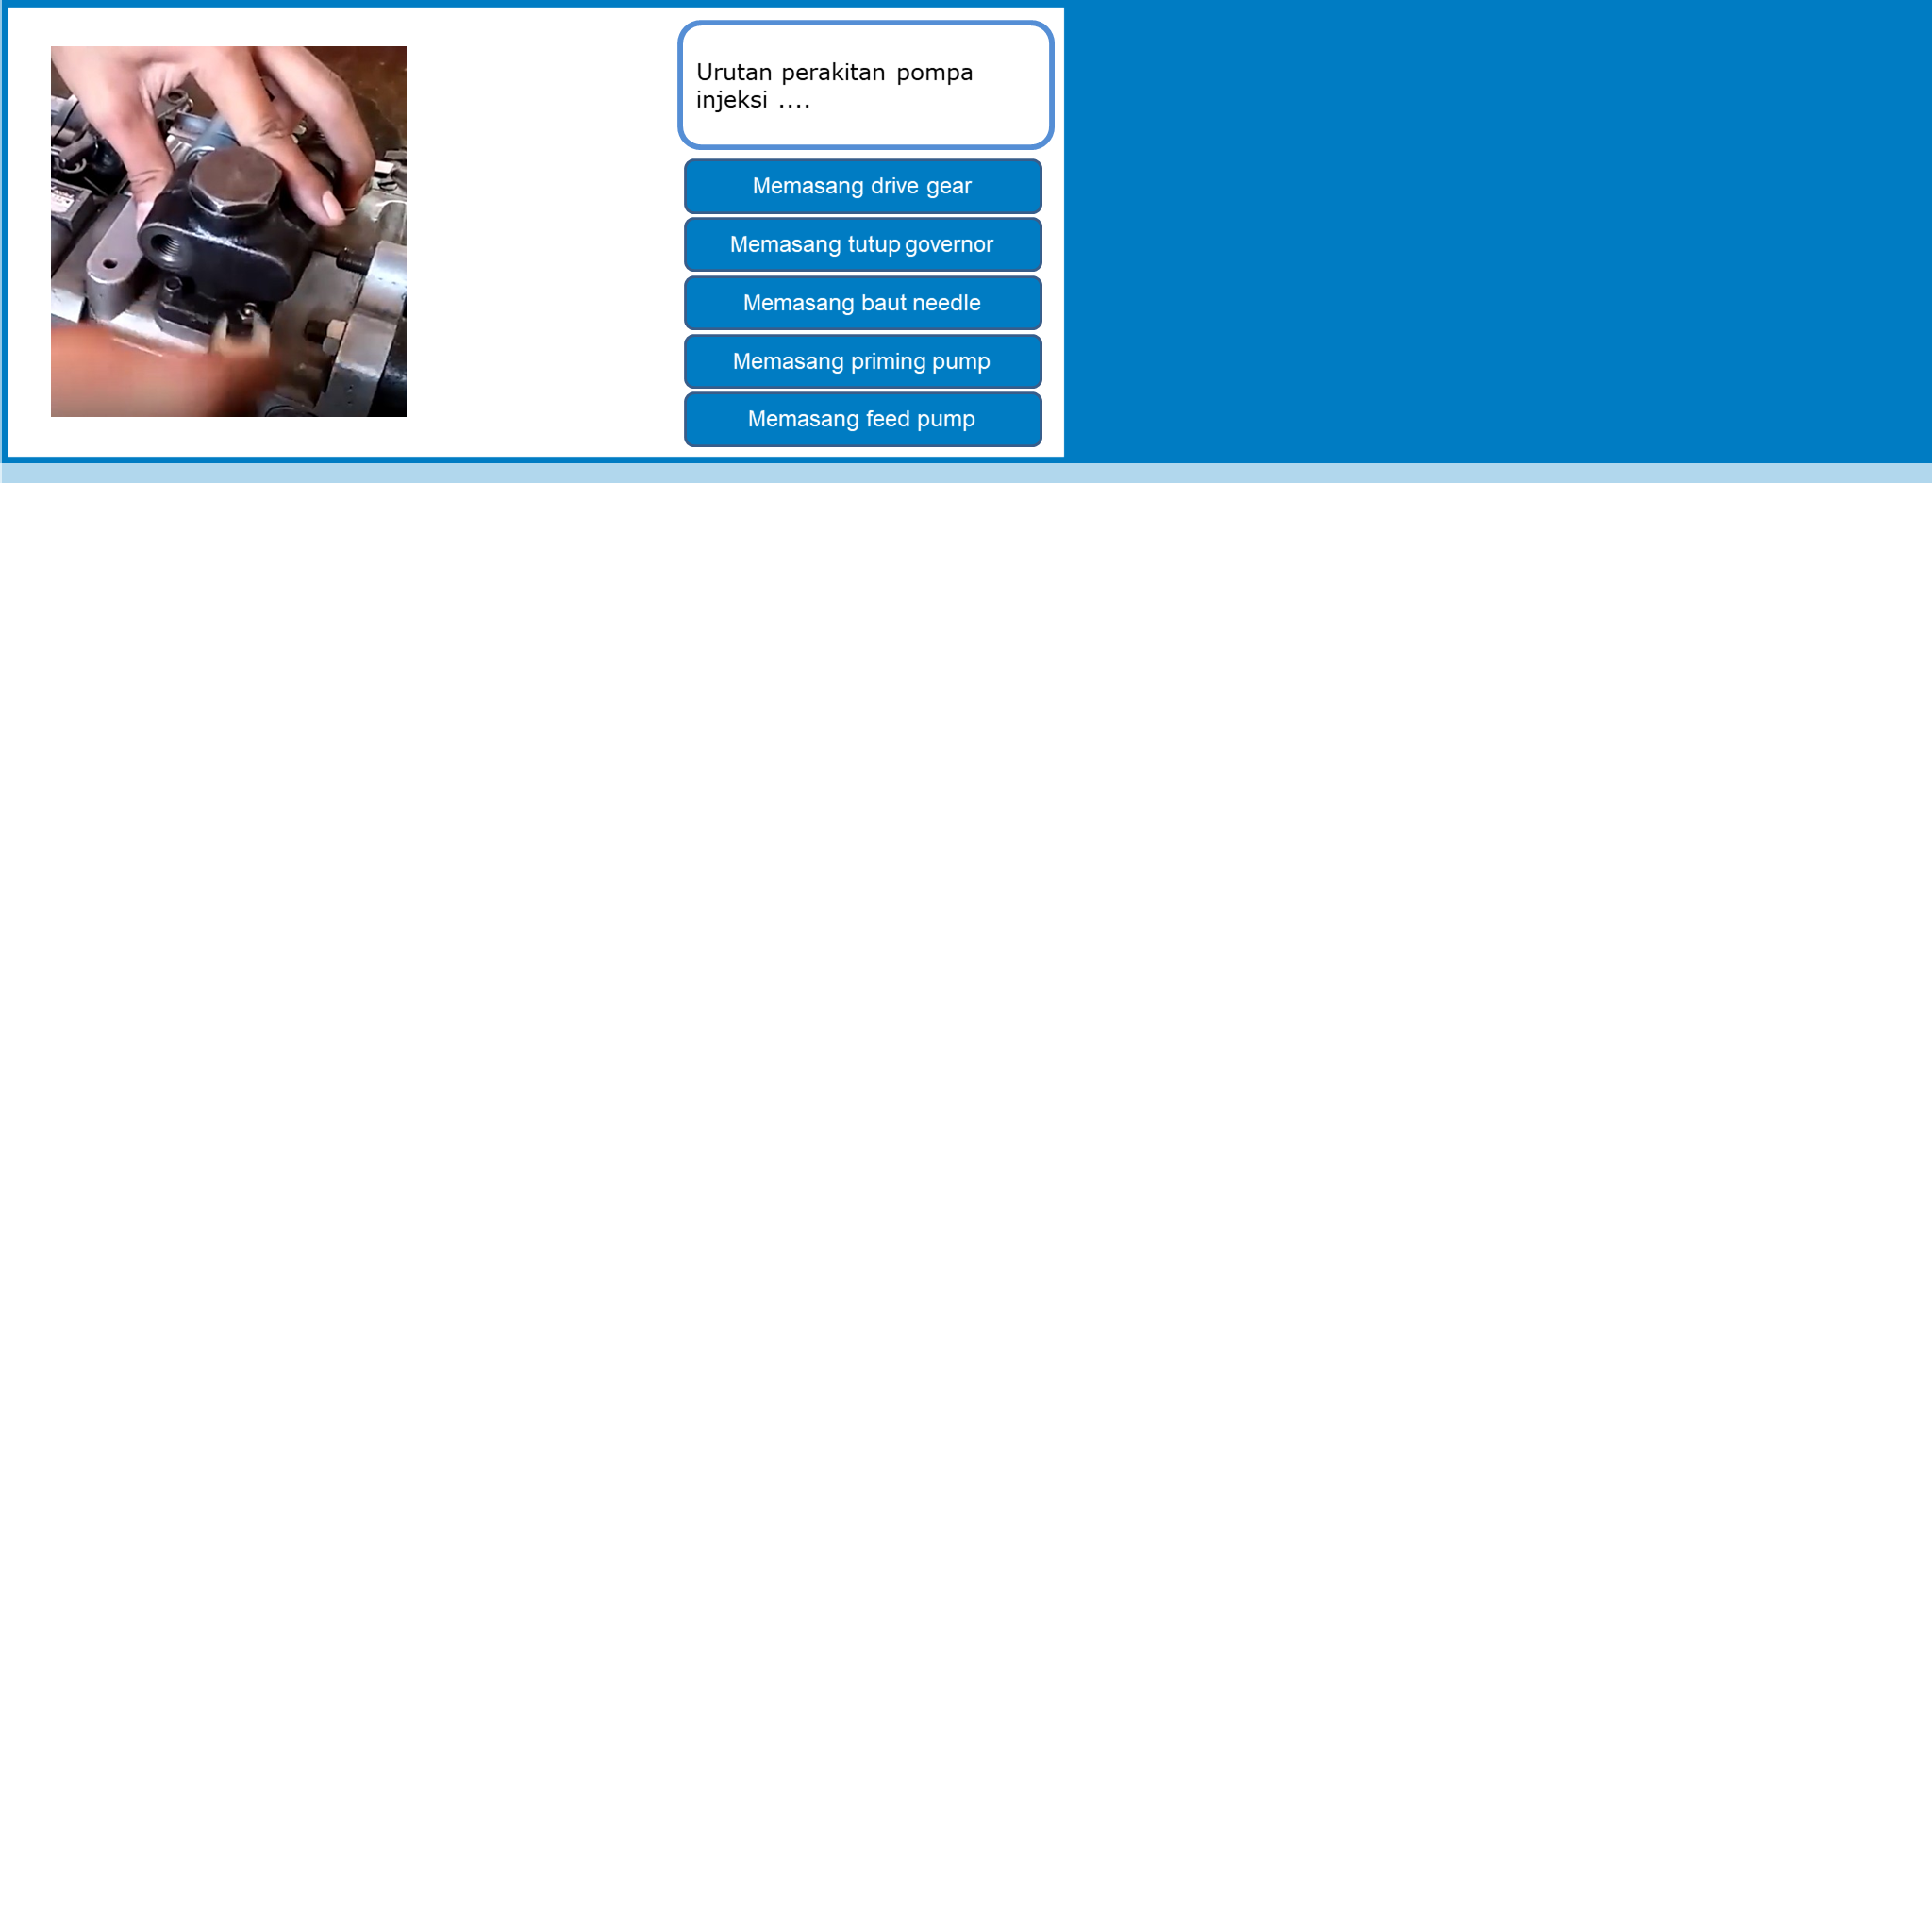 Urutan perakitan pompa
injeksi ....
Memasang drive gear
Memasang tutup governor
Memasang baut needle
Memasang priming pump
Memasang feed pump